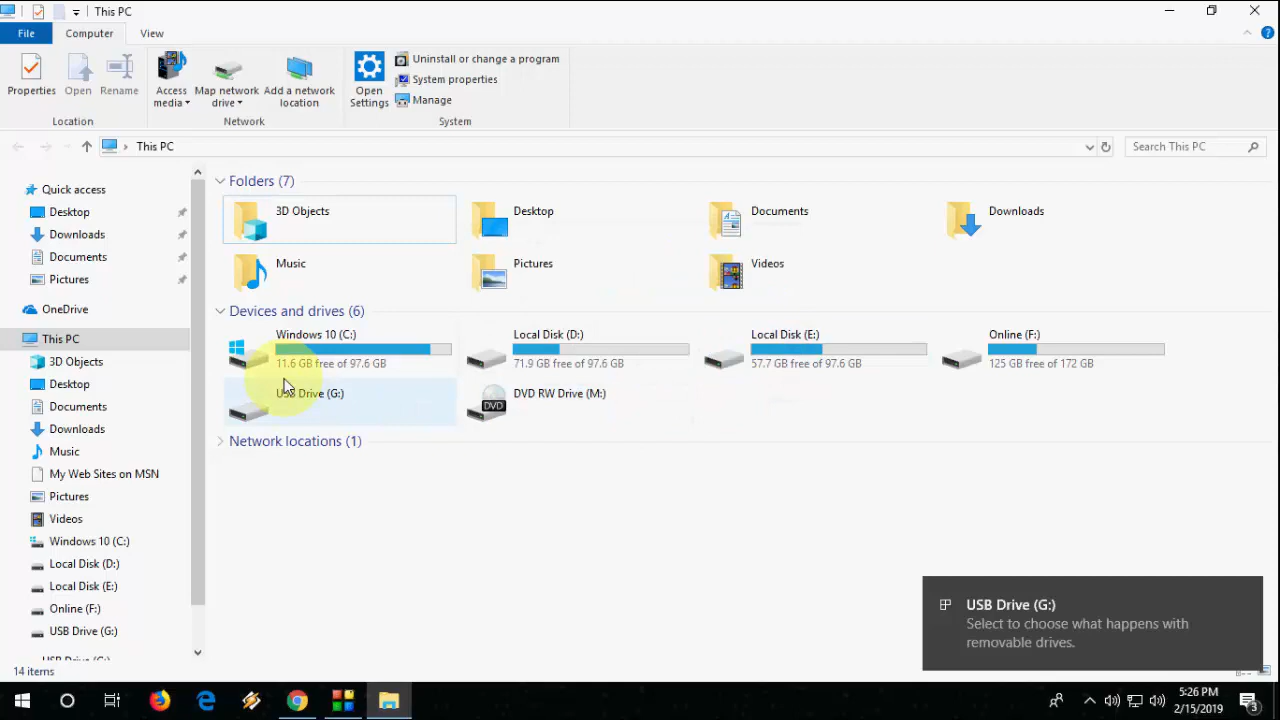 This PC
File
Computer
View
Properties
Open
Rename
Access media
Map network drive
Add a network location
Open Settings
Uninstall or change a program
System properties
Manage
Location
Network
System
This PC
Search This PC
Quick access
Desktop
Downloads
Documents
Pictures
OneDrive
This PC
3D Objects
Desktop
Documents
Downloads
Music
My Web Sites on MSN
Pictures
Videos
Windows 10 (C:)
Local Disk (D:)
Local Disk (E:)
Online (F:)
USB Drive (G:)
USB Drive (G:)
Folders (7)
3D Objects
Desktop
Documents
Downloads
Music
Pictures
Videos
Devices and drives (6)
Windows 10 (C:)
11.6 GB free of 97.6 GB
Local Disk (D:)
71.9 GB free of 97.6 GB
Local Disk (E:)
57.7 GB free of 97.6 GB
Online (F:)
125 GB free of 172 GB
USB Drive (G:)
DVD
DVD RW Drive (M:)
Network locations (1)
USB Drive (G:)
Select to choose what happens with
removable drives.
14 items
5:26 PM
2/15/2019
3